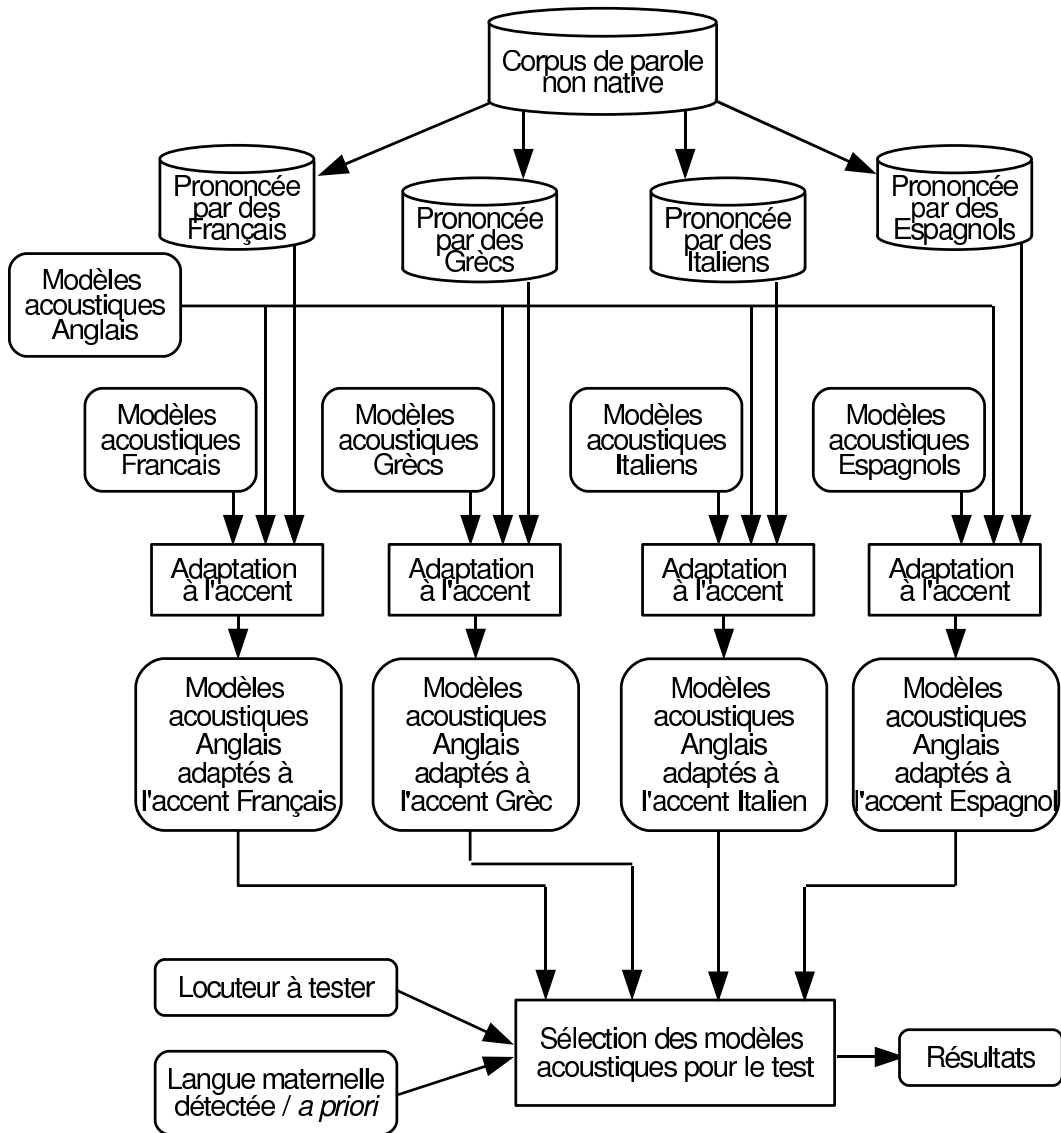 Corpus de parole
non native
Prononcée
par des
Français
Prononcée
par des
Grècs
Prononcée
par des
Italiens
Prononcée
par des
Espagnols
Modèles
acoustiques
Anglais
Modèles
acoustiques
Francais
Modèles
acoustiques
Grècs
Modèles
acoustiques
Italiens
Modèles
acoustiques
Espagnols
Adaptation
à l'accent
Adaptation
à l'accent
Adaptation
à l'accent
Adaptation
à l'accent
Modèles
acoustiques
Anglais
adaptés à
l'accent Français
Modèles
acoustiques
Anglais
adaptés à
l'accent Grèc
Modèles
acoustiques
Anglais
adaptés à
l'accent Italien
Modèles
acoustiques
Anglais
adaptés à
l'accent Espagnol
Locuteur à tester
Langue maternelle
détectée / a priori
Sélection des modèles
acoustiques pour le test
Résultats